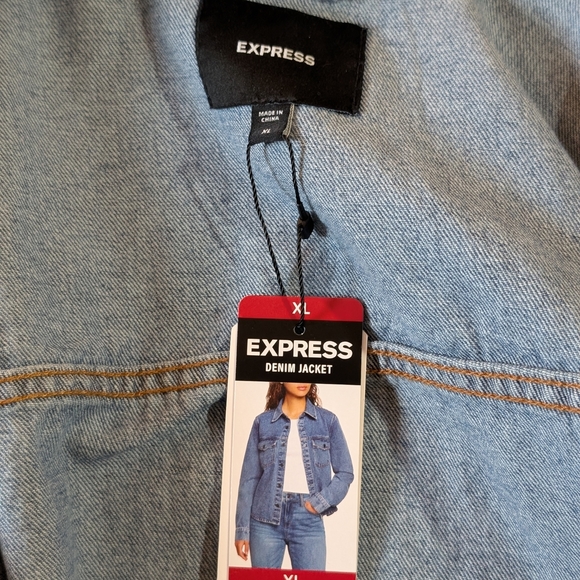 EXPRESS
MADE IN
CHINA
XL
XL
EXPRESS
DENIM JACKET
XL